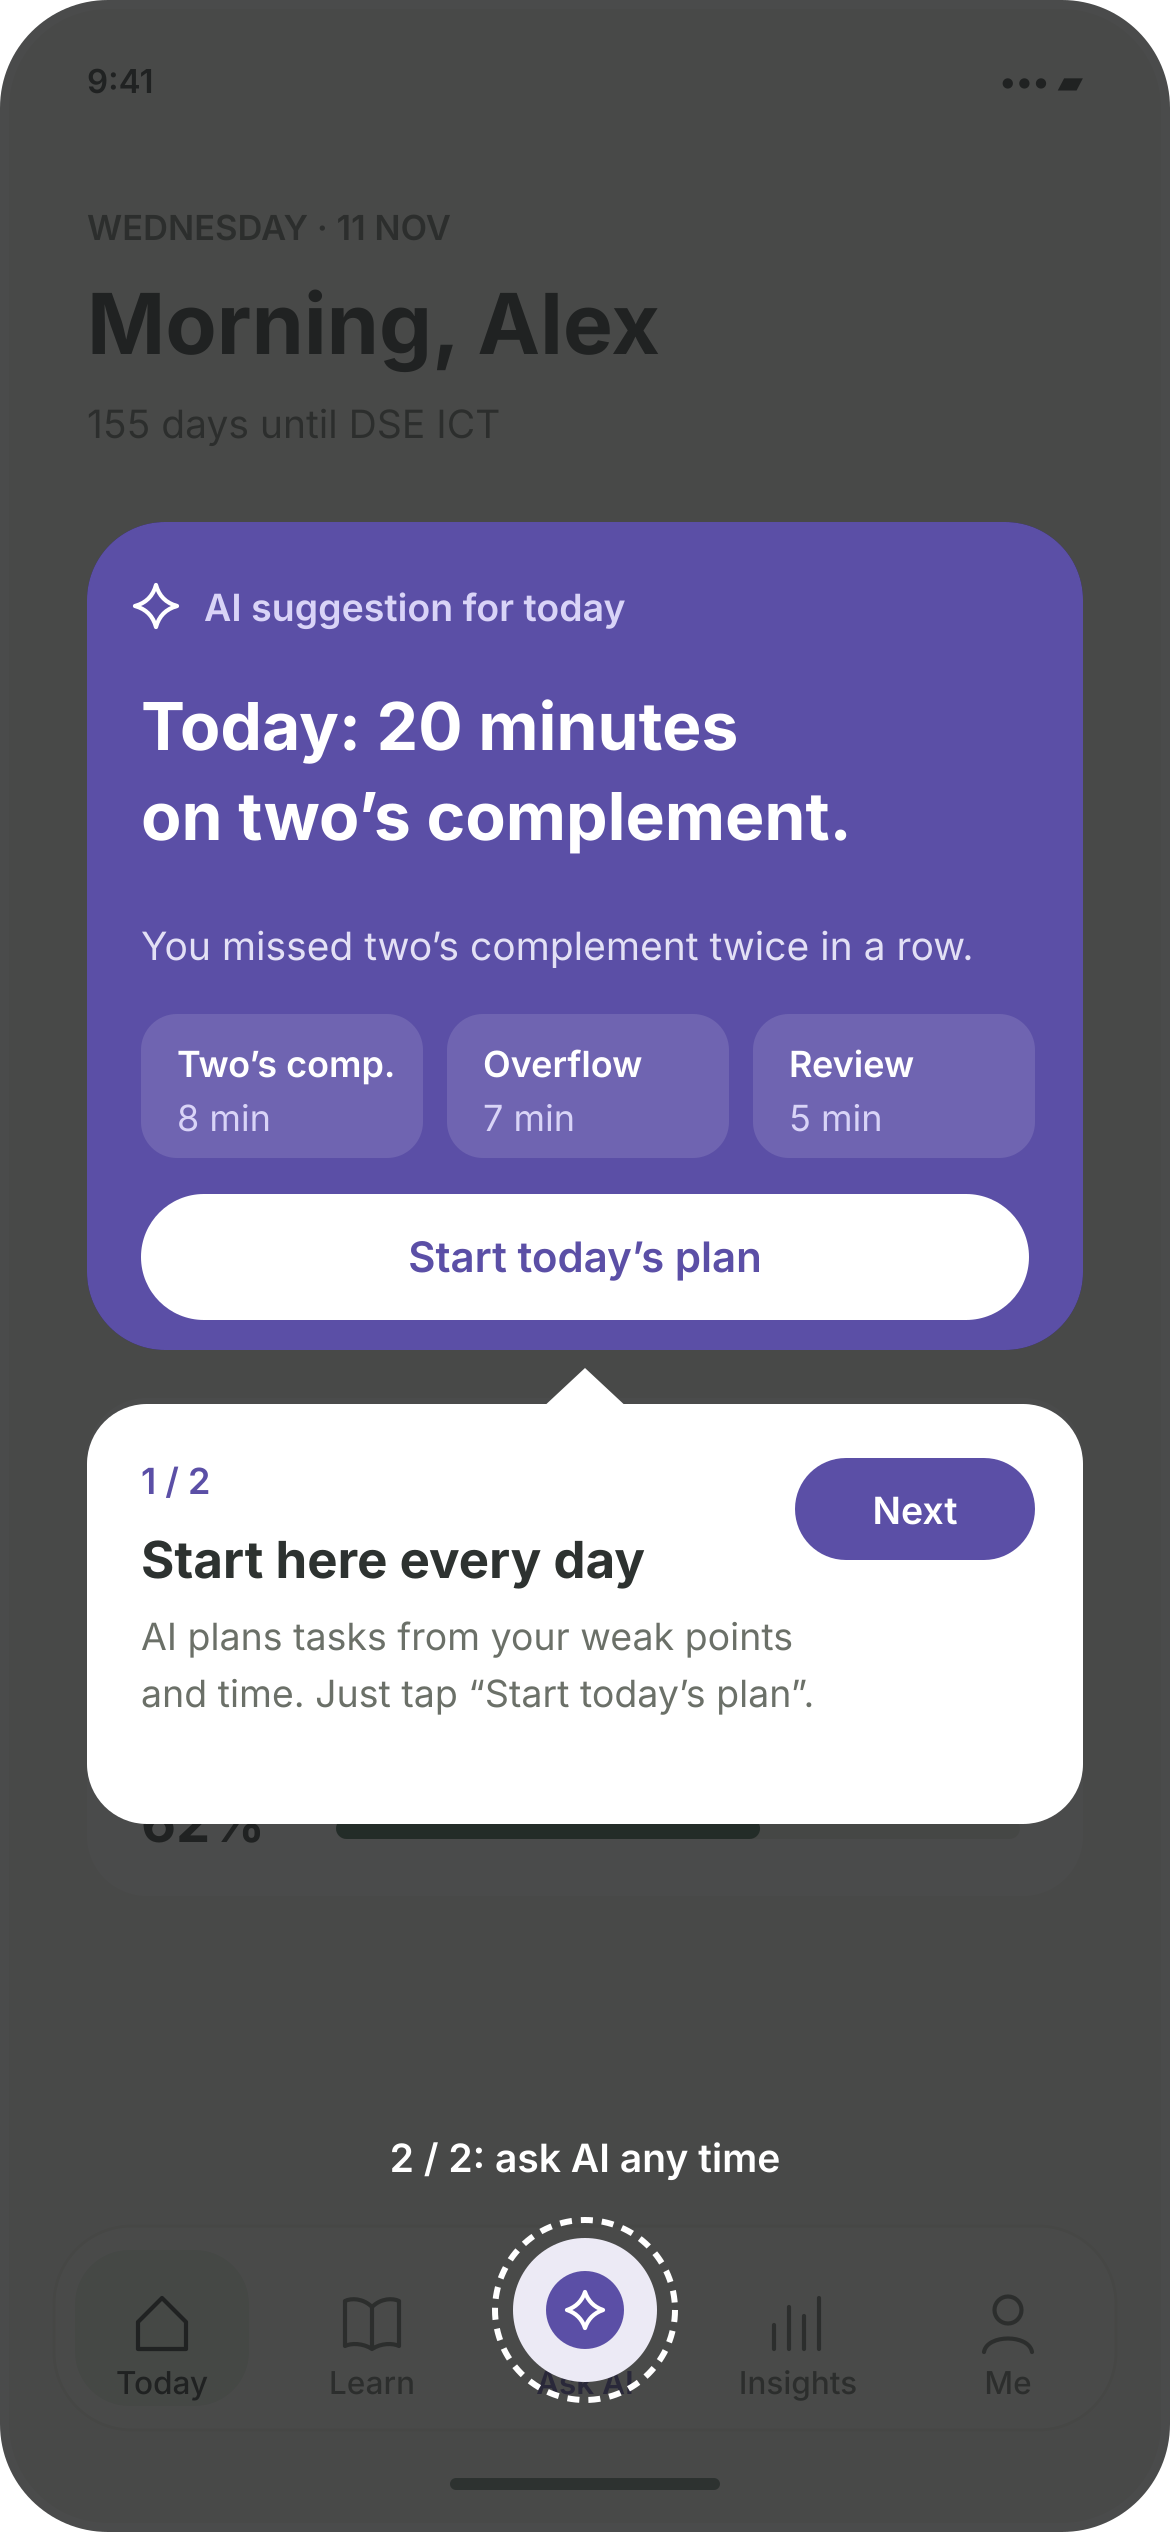 9:41
WEDNESDAY · 11 NOV
Morning, Alex
155 days until DSE ICT
AI suggestion for today
Today: 20 minutes
on two’s complement.
You missed two’s complement twice in a row.
Two’s comp.
8 min
Overflow
7 min
Review
5 min
Start today’s plan
1 / 2
Next
Start here every day
AI plans tasks from your weak points
and time. Just tap “Start today’s plan”.
62%
2 / 2: ask AI any time
Today
Learn
Ask AI
Insights
Me